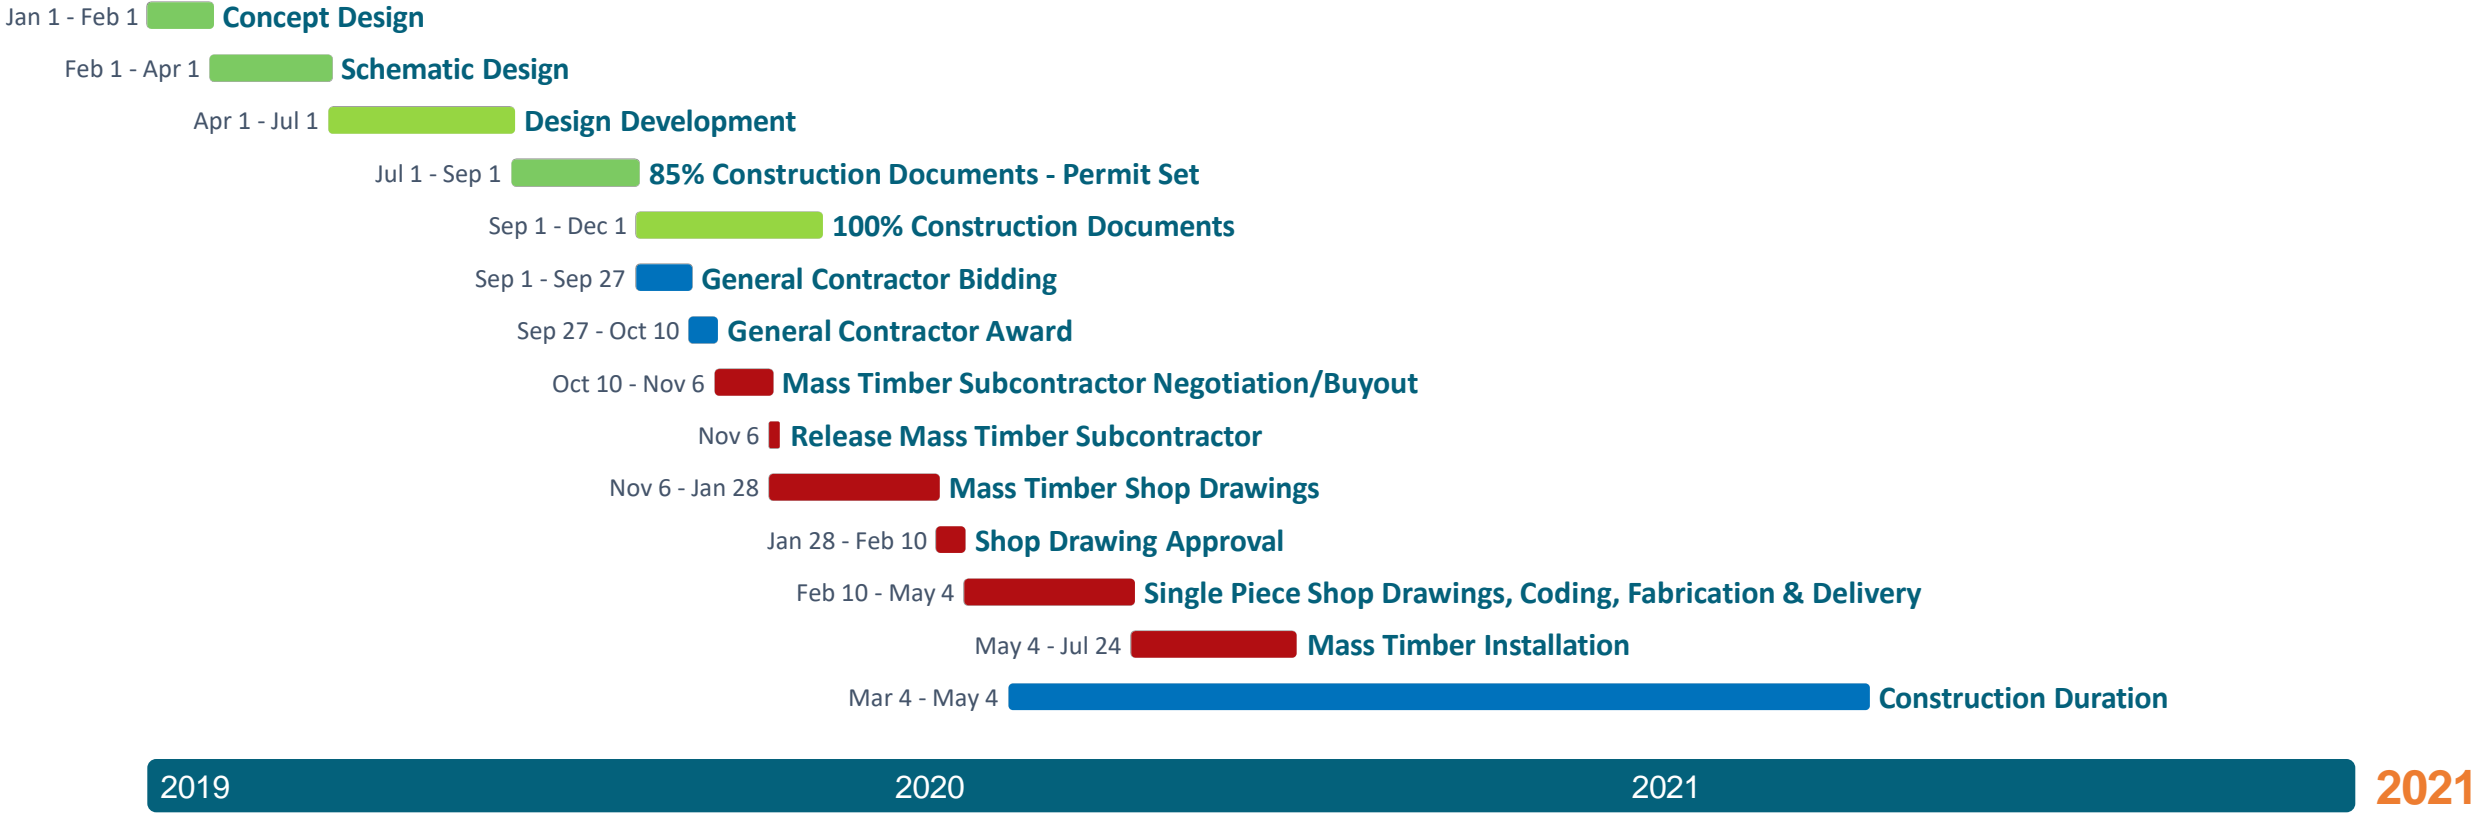 Jan 1 - Feb 1 Concept Design
Feb 1 - Apr 1 Schematic Design
Apr 1 - Jul 1 Design Development
Jul 1 - Sep 1 85% Construction Documents - Permit Set
Sep 1 - Dec 1 100% Construction Documents
Sep 1 - Sep 27 General Contractor Bidding
Sep 27 - Oct 10 General Contractor Award
Oct 10 - Nov 6 Mass Timber Subcontractor Negotiation/Buyout
Nov 6 Release Mass Timber Subcontractor
Nov 6 - Jan 28 Mass Timber Shop Drawings
Jan 28 - Feb 10 Shop Drawing Approval
Feb 10 - May 4 Single Piece Shop Drawings, Coding, Fabrication & Delivery
May 4 - Jul 24 Mass Timber Installation
Mar 4 - May 4 Construction Duration
2019 2020 2021 2021